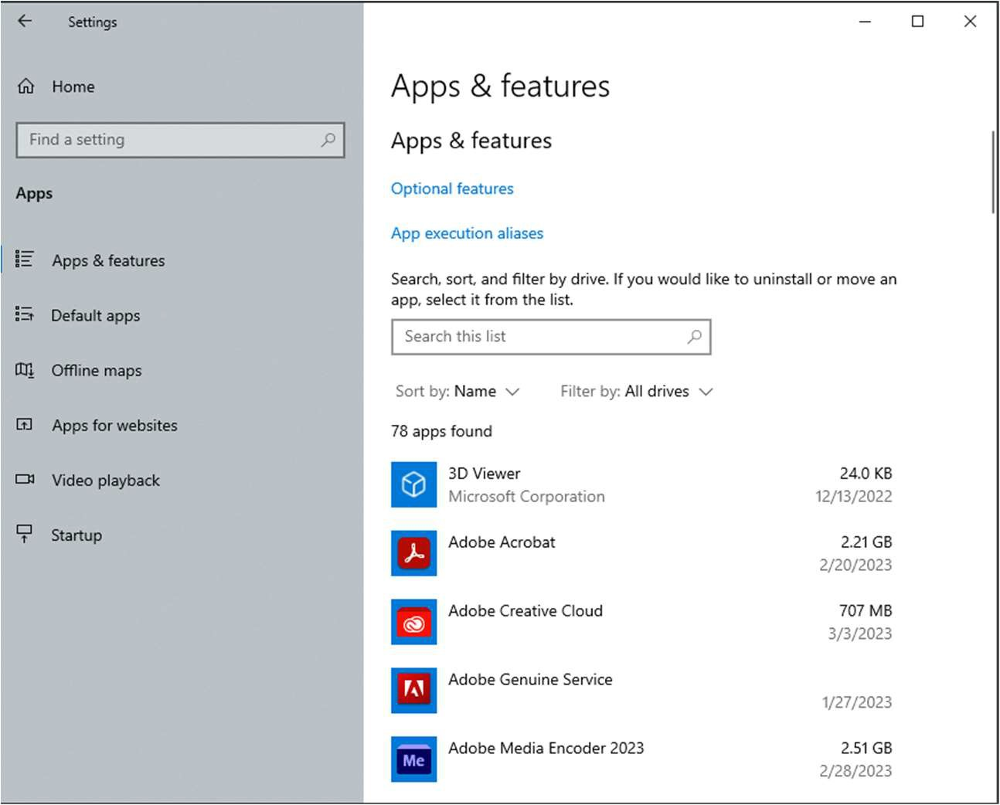 Settings
Home
Find a setting
Apps
Apps & features
Default apps
Offline maps
Apps for websites
Video playback
Startup
Apps & features
Apps & features
Optional features
App execution aliases
Search, sort, and filter by drive. If you would like to uninstall or move an
app, select it from the list.
Search this list
Sort by: Name Filter by: All drives
78 apps found
3D Viewer 24.0 KB
Microsoft Corporation 12/13/2022
Adobe Acrobat 2.21 GB
2/20/2023
Adobe Creative Cloud 707 MB
3/3/2023
Adobe Genuine Service
1/27/2023
Me
Adobe Media Encoder 2023 2.51 GB
2/28/2023